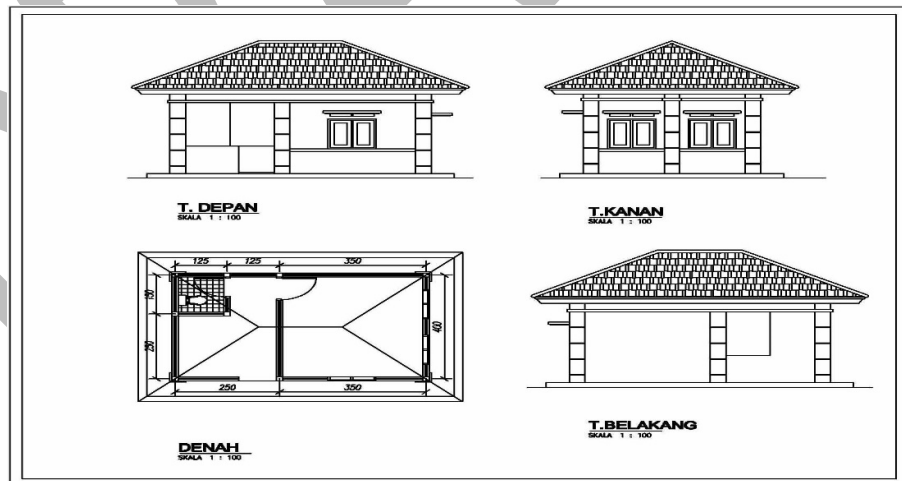 T. DEPAN
SKALA 1 : 100
T.KANAN
SKALA 1 : 100
125 125 350
150
250
400
250 350
DENAH
SKALA 1 : 100
T.BELAKANG
SKALA 1 : 100